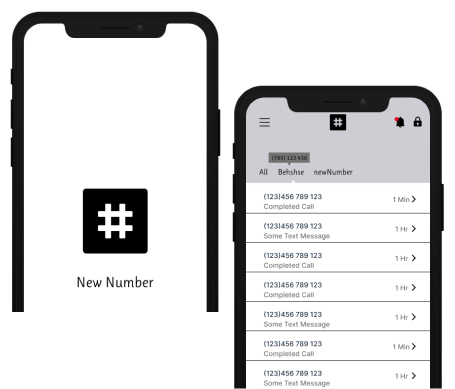 #
New Number
#
(789) 123 456
All Behshse newNumber
(123)456 789 123
Completed Call
1 Min
(123)456 789 123
Some Text Message
1 Hr
(123)456 789 123
Completed Call
1 Hr
(123)456 789 123
Completed Call
1 Hr
(123)456 789 123
Some Text Message
1 Hr
(123)456 789 123
Completed Call
1 Min
(123)456 789 123
Some Text Message
1 Hr